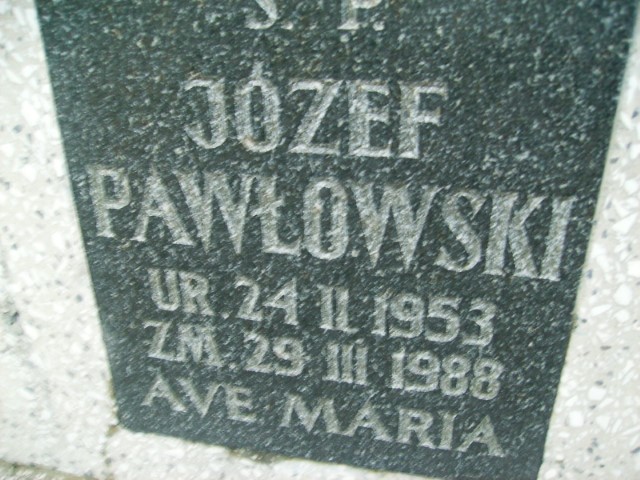 Ś. P.
JÓZEF
PAWŁOWSKI
UR. 24 II 1953
ZM. 29 III 1988
AVE MARIA